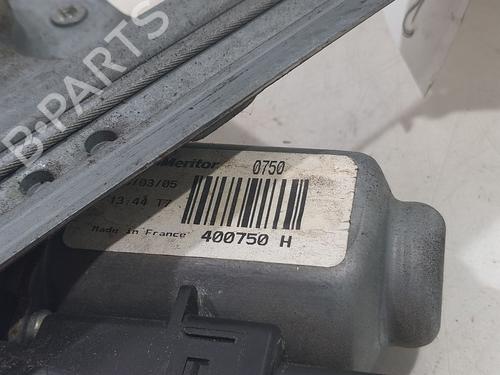 B-PARTS
Meritor 0750
/03/05
13:44 T7
Made in France
400750 H